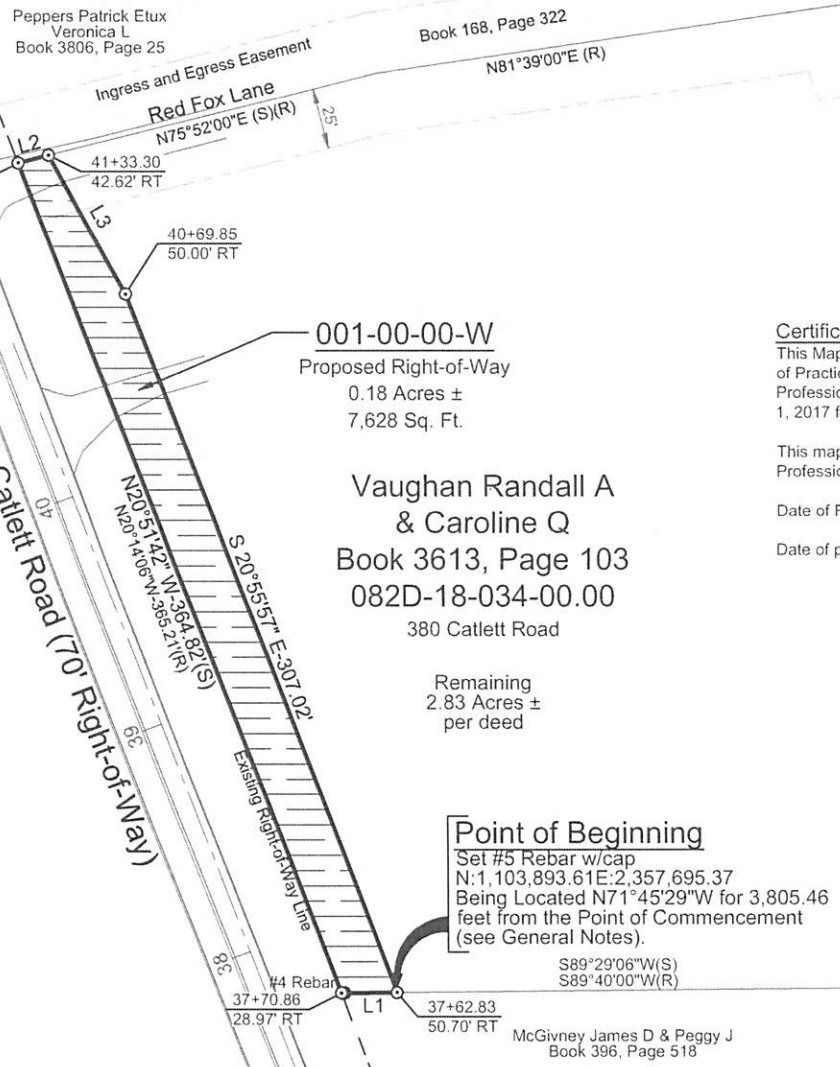 Peppers Patrick Etux
Veronica L
Book 3806, Page 25
Ingress and Egress Easement
Book 168, Page 322
Red Fox Lane
N75°52'00"E (S)(R)
N81°39'00"E (R)
25'
L2
41+33.30
42.62' RT
L3
40+69.85
50.00' RT
001-00-00-W
Proposed Right-of-Way
0.18 Acres ±
7,628 Sq. Ft.
Certific
This Map
of Practi
Professio
1, 2017 f
This map
Professio
Date of F
Date of p
Vaughan Randall A
& Caroline Q
Book 3613, Page 103
082D-18-034-00.00
380 Catlett Road
Remaining
2.83 Acres ±
per deed
N20°51'42" W-364.82'(S)
N20°14'06"W-365.21'(R)
S 20°55'57" E-307.02'
40
39
38
Catlett Road (70' Right-of-Way)
Existing Right-of-Way Line
Point of Beginning
Set #5 Rebar w/cap
N:1,103,893.61E:2,357,695.37
Being Located N71°45'29"W for 3,805.46
feet from the Point of Commencement
(see General Notes).
S89°29'06"W(S)
S89°40'00"W(R)
#4 Rebar
37+70.86
28.97' RT
L1
37+62.83
50.70' RT
McGivney James D & Peggy J
Book 396, Page 518